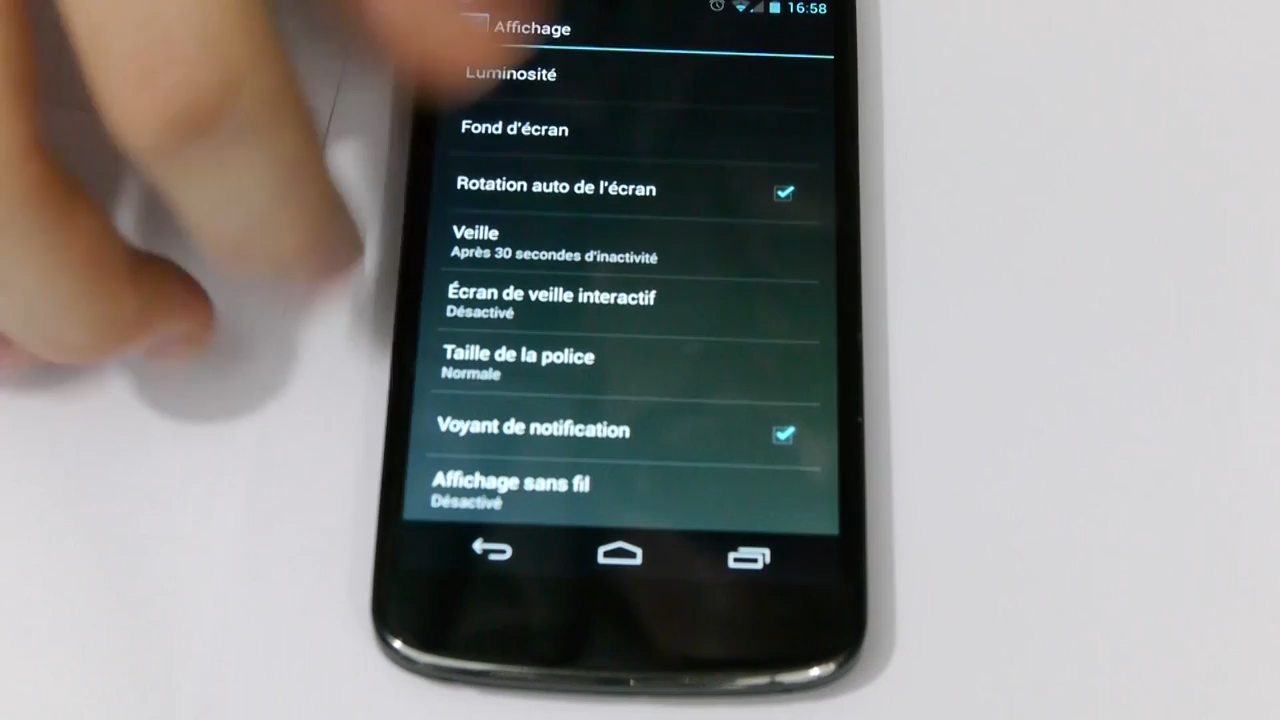 16:58
Affichage
Luminosité
Fond d'écran
Rotation auto de l'écran
Veille
Après 30 secondes d'inactivité
Écran de veille interactif
Désactivé
Taille de la police
Normale
Voyant de notification
Affichage sans fil
Désactivé